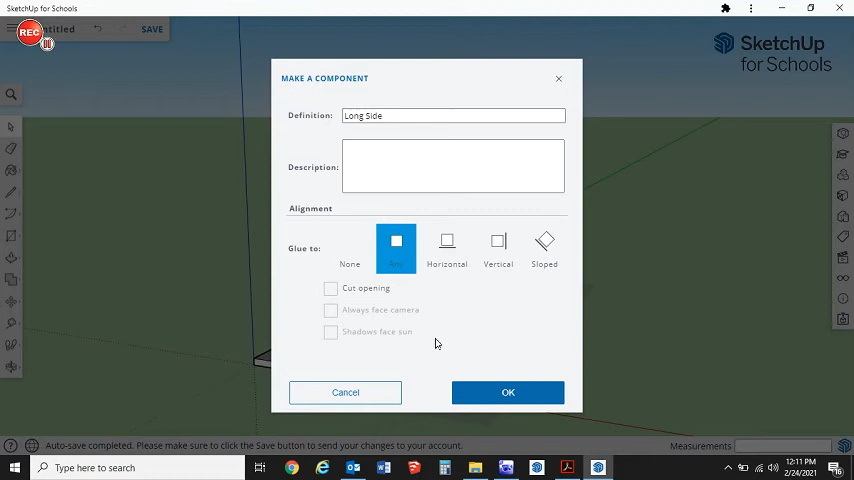 SketchUp for Schools
REC
Untitled
SAVE
SketchUp
for Schools
MAKE A COMPONENT
Definition:
Long Side
Description:
Alignment
Glue to:
None
Any
Horizontal
Vertical
Sloped
Cut opening
Always face camera
Shadows face sun
Cancel
OK
Auto-save completed. Please make sure to click the Save button to send your changes to your account.
Measurements
Type here to search
12:11 PM
2/24/2021
16